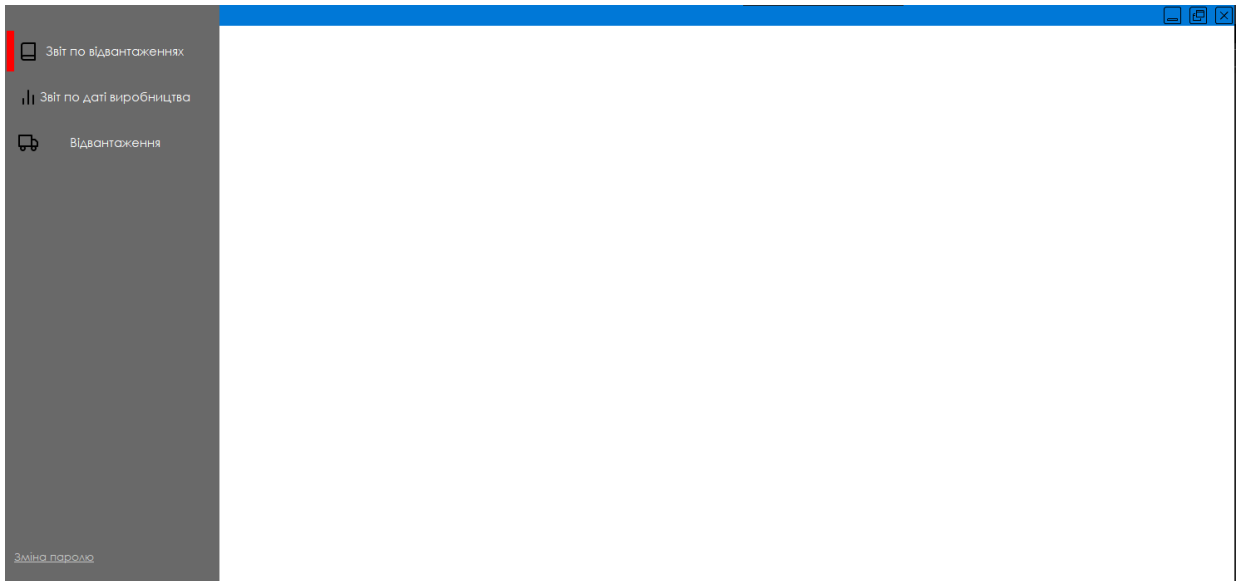 Звіт по відвантаженнях
Звіт по даті виробництва
Відвантаження
Зміна паролю